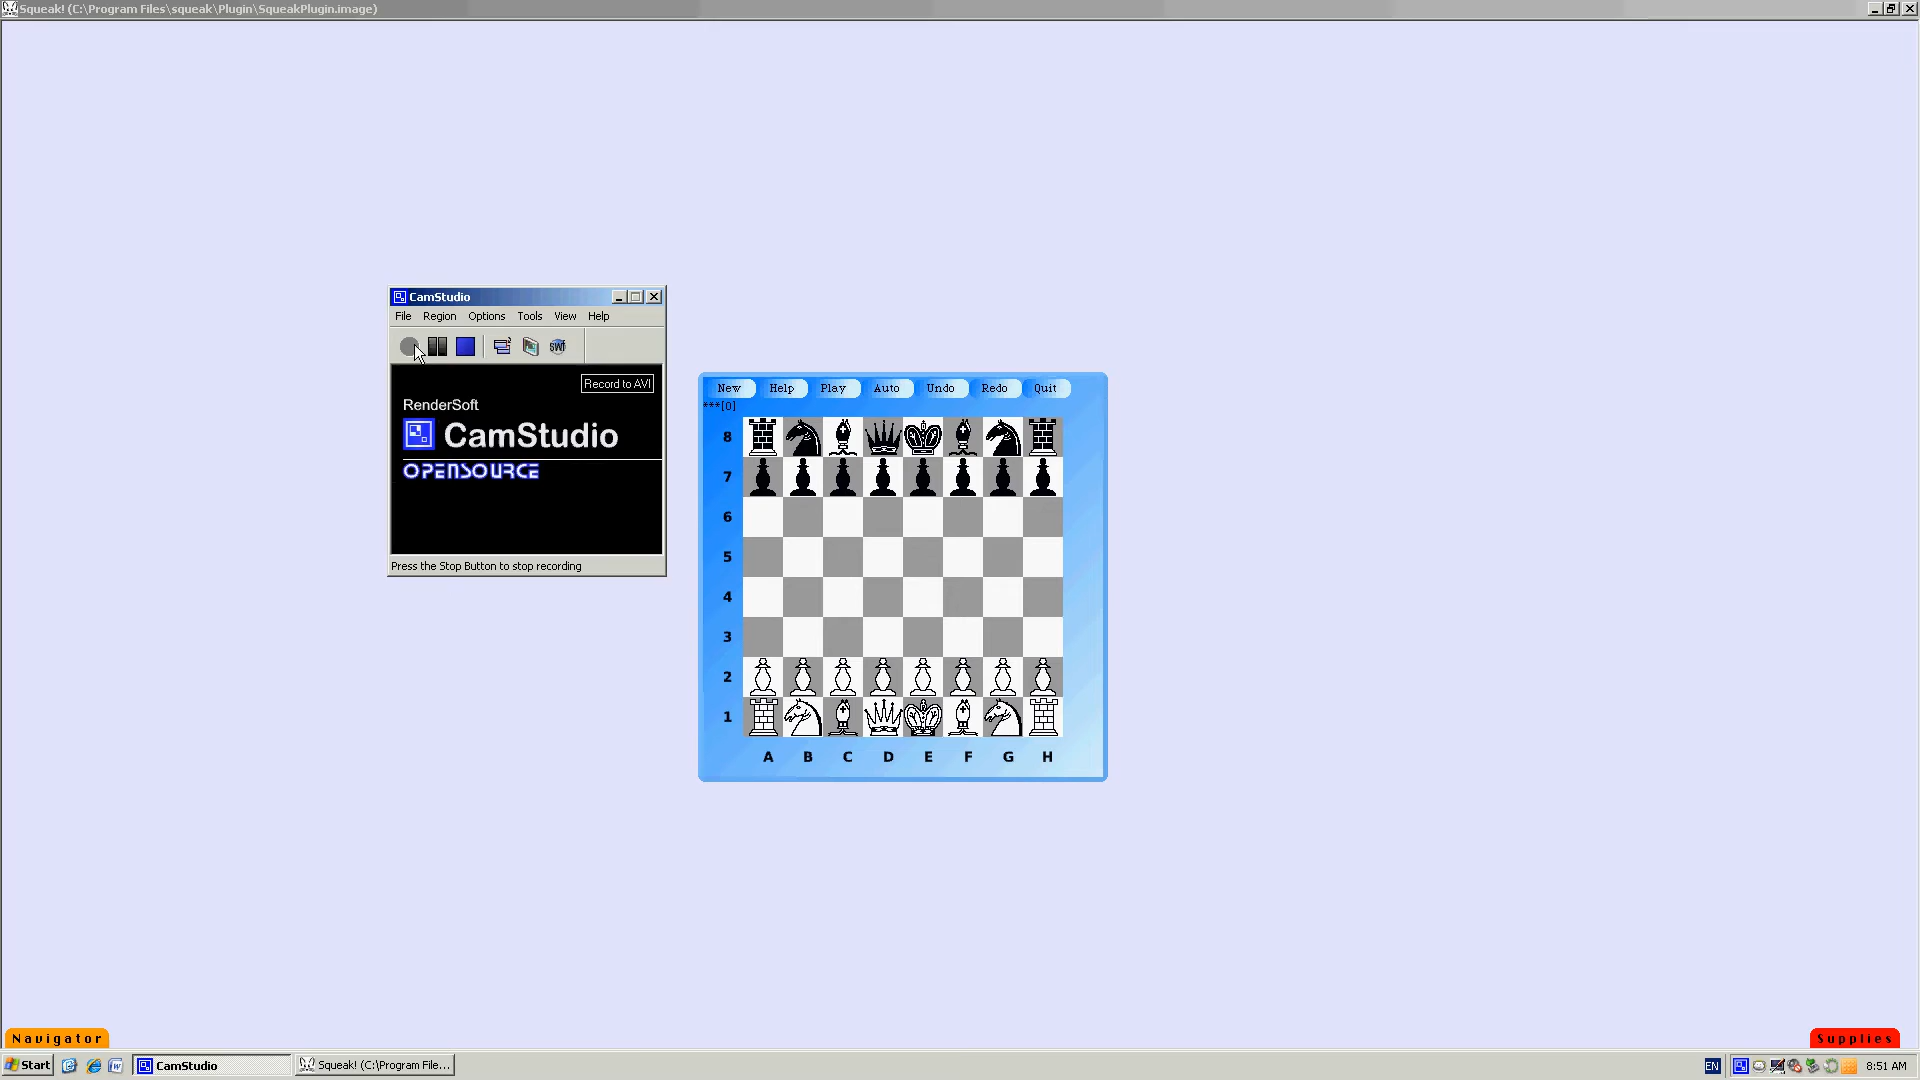 Squeak! (C:\Program Files\squeak\Plugin\SqueakPlugin.image)
CamStudio
File Region Options Tools View Help
SWF
Record to AVI
RenderSoft
CamStudio
OPENSOURCE
Press the Stop Button to stop recording
New Help Play Auto Undo Redo Quit
***[0]
8
7
6
5
4
3
2
1
A B C D E F G H
Navigator
Supplies
Start
CamStudio
Squeak! (C:\Program File...
EN
8:51 AM